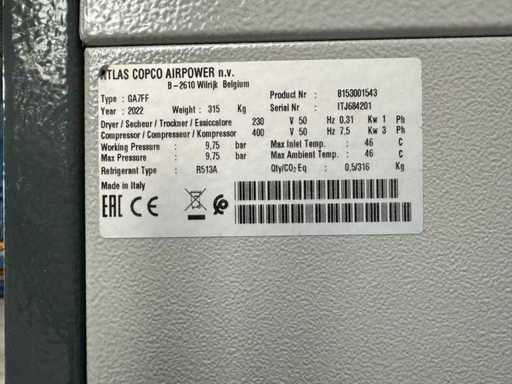 ATLAS COPCO AIRPOWER n.v.
B-2610 Wilrijk Belgium
Type : GA7FF Product Nr : 8153001543
Year : 2022 Weight : 315 Kg Serial Nr : ITJ684201
Dryer / Secheur / Trockner / Essiccatore 230 V 50 Hz 0,31 Kw 1 Ph
Compressor / Compresseur / Kompressor 400 V 50 Hz 7,5 Kw 3 Ph
Working Pressure : 9,75 bar Max Inlet Temp. : 46 C
Max Pressure : 9,75 bar Max Ambient Temp. : 46 C
Refrigerant Type : R513A Qty/CO2 Eq : 0,5/316 Kg
Made in Italy
EAC CE